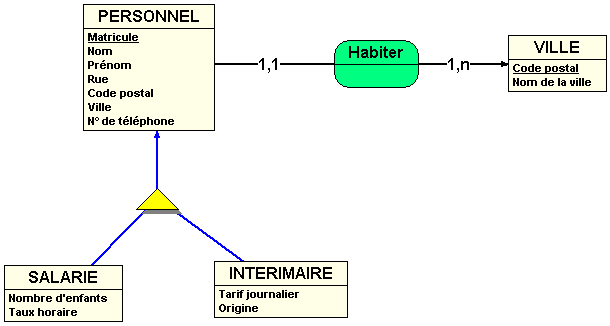 PERSONNEL
Matricule
Nom
Prénom
Rue
Code postal
Ville
N° de téléphone
1,1
Habiter
1,n
VILLE
Code postal
Nom de la ville
SALARIE
Nombre d'enfants
Taux horaire
INTERIMAIRE
Tarif journalier
Origine